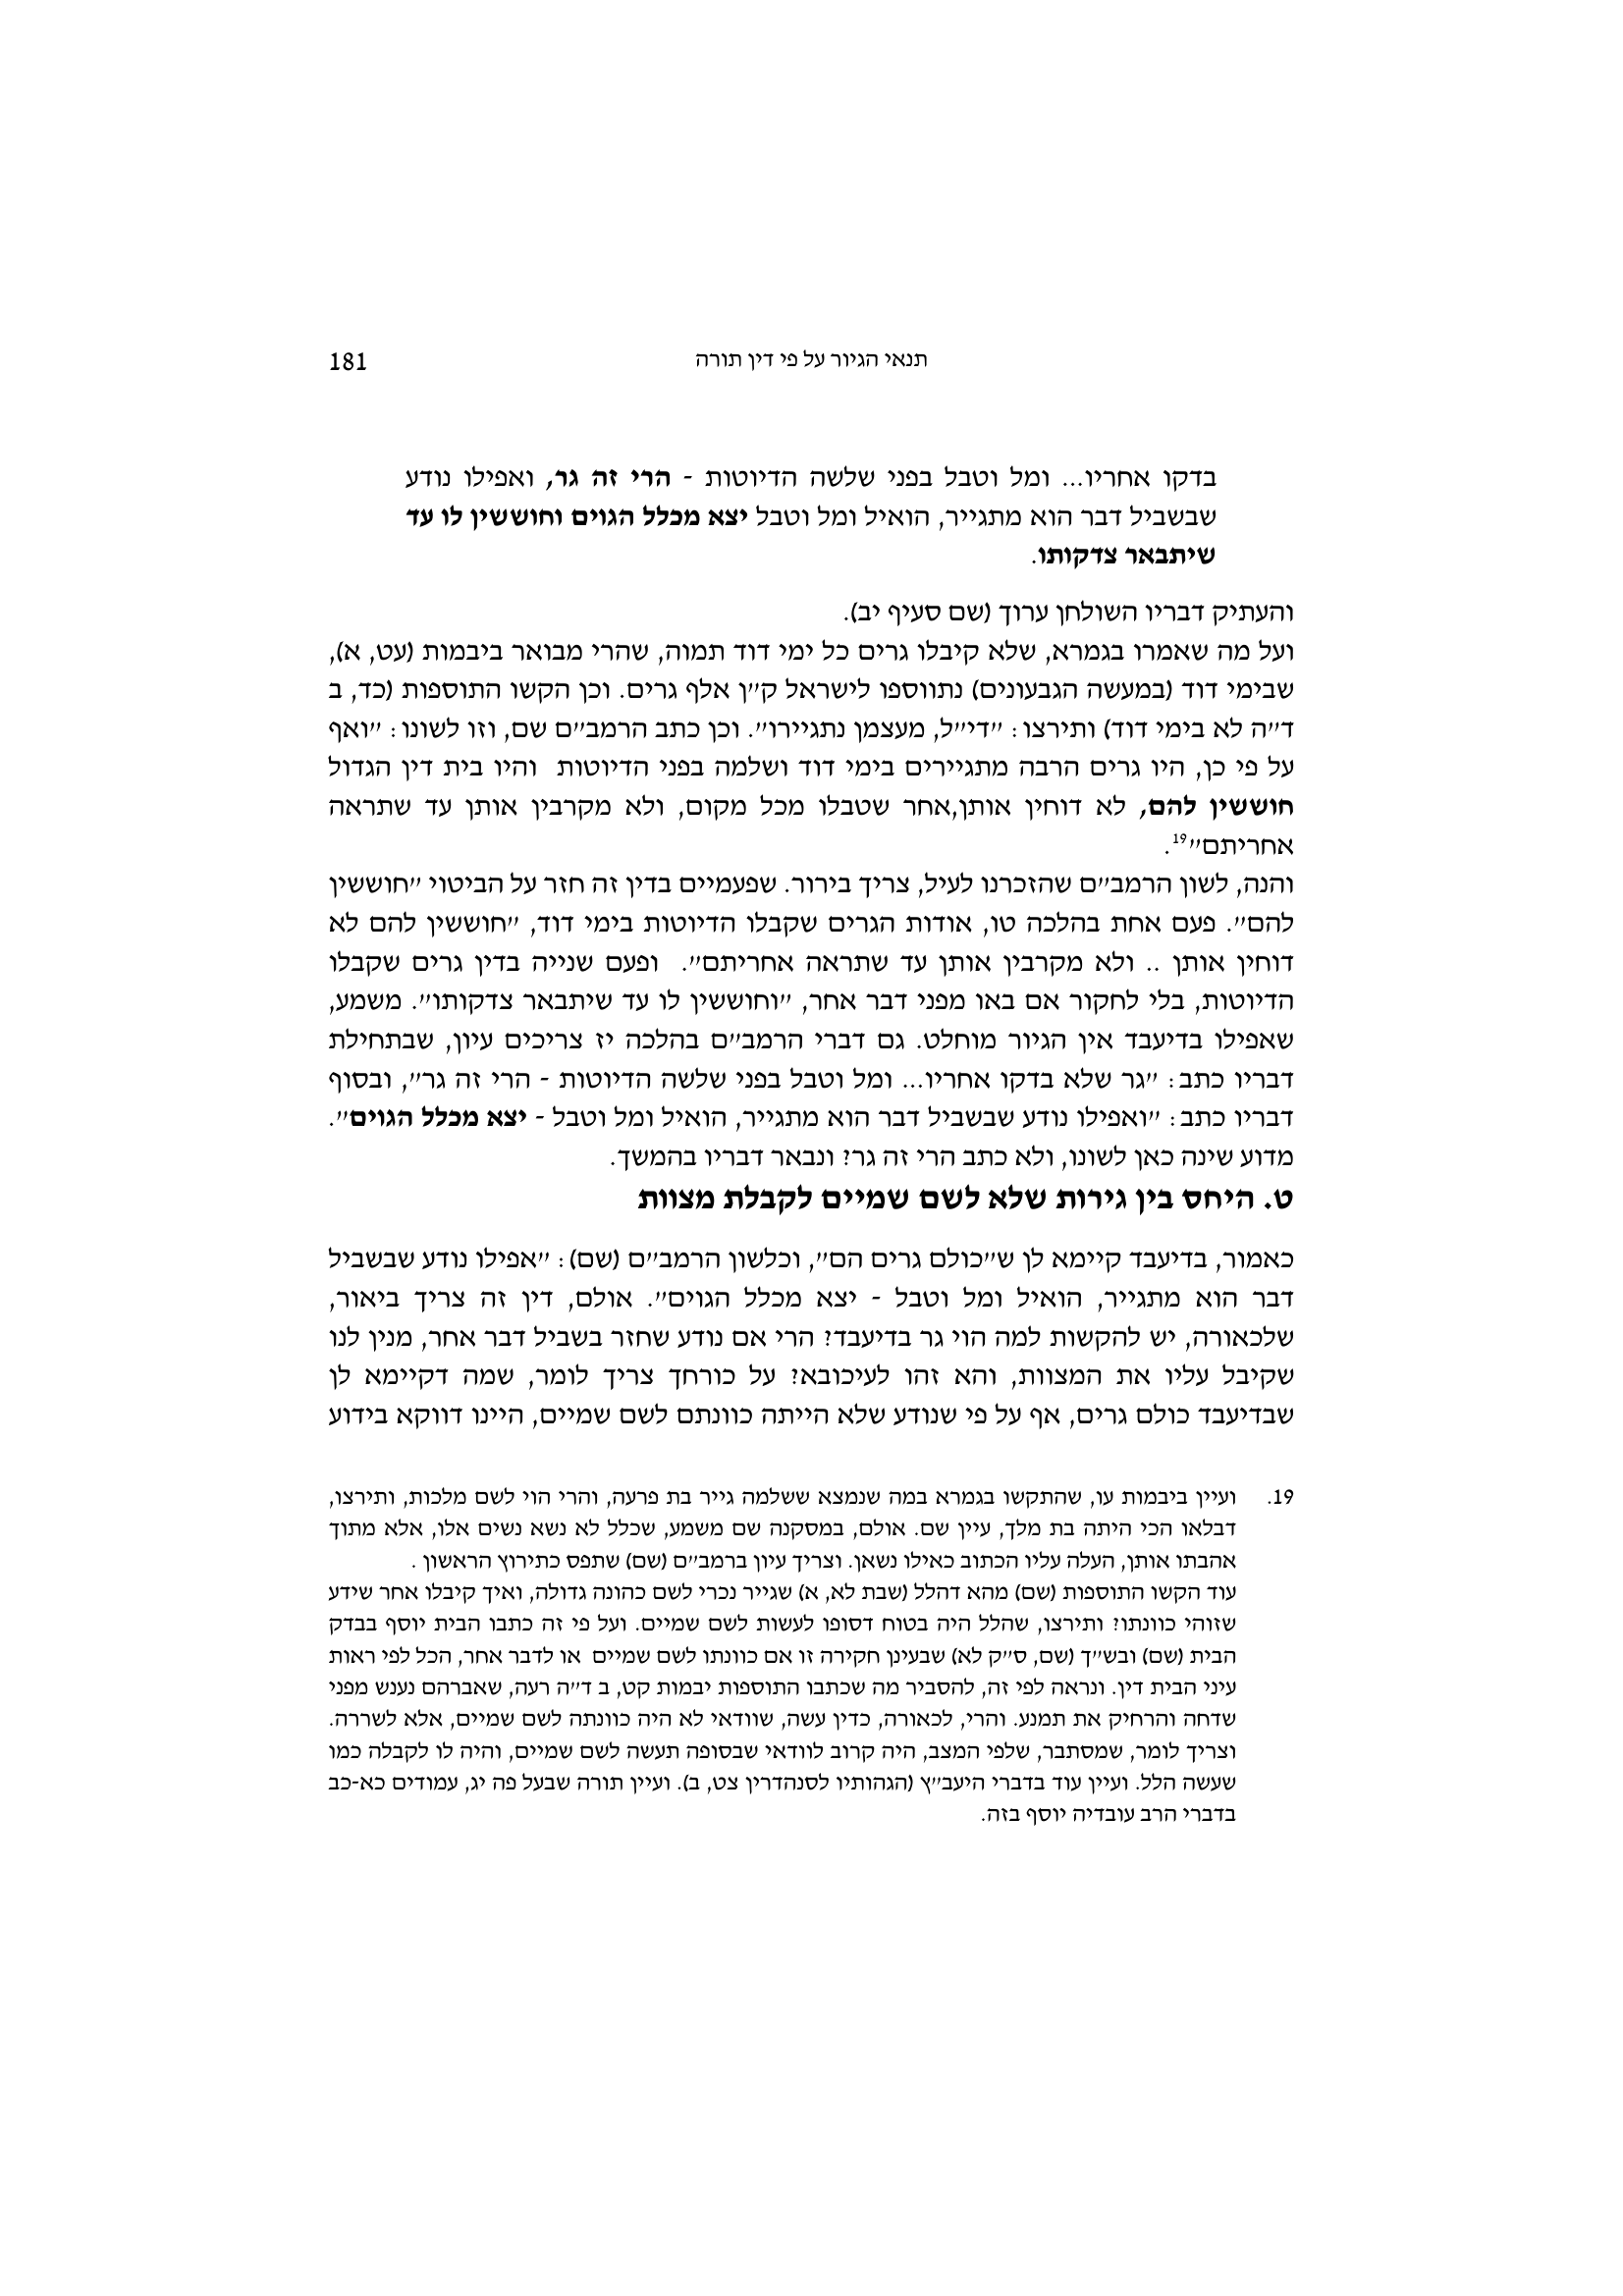 תנאי הגיור על פי דין תורה 181
בדקו אחריו... ומל וטבל בפני שלשה הדיוטות - הרי זה גר, ואפילו נודע
שבשביל דבר הוא מתגייר, הואיל ומל וטבל יצא מכלל הגוים וחוששין לו עד
שיתבאר צדקותו.
והעתיק דבריו השולחן ערוך (שם סעיף יב).
ועל מה שאמרו בגמרא, שלא קיבלו גרים כל ימי דוד תמוה, שהרי מבואר ביבמות (עט, א),
שבימי דוד (במעשה הגבעונים) נתווספו לישראל ק״ן אלף גרים. וכן הקשו התוספות (כד, ב
ד״ה לא בימי דוד) ותירצו: ״די״ל, מעצמן נתגיירו״. וכן כתב הרמב״ם שם, וזו לשונו: ״ואף
על פי כן, היו גרים הרבה מתגיירים בימי דוד ושלמה בפני הדיוטות והיו בית דין הגדול
חוששין להם, לא דוחין אותן,אחר שטבלו מכל מקום, ולא מקרבין אותן עד שתראה
אחריתם״19.
והנה, לשון הרמב״ם שהזכרנו לעיל, צריך בירור. שפעמיים בדין זה חזר על הביטוי ״חוששין
להם״. פעם אחת בהלכה טו, אודות הגרים שקבלו הדיוטות בימי דוד, ״חוששין להם לא
דוחין אותן .. ולא מקרבין אותן עד שתראה אחריתם״. ופעם שנייה בדין גרים שקבלו
הדיוטות, בלי לחקור אם באו מפני דבר אחר, ״וחוששין לו עד שיתבאר צדקותו״. משמע,
שאפילו בדיעבד אין הגיור מוחלט. גם דברי הרמב״ם בהלכה יז צריכים עיון, שבתחילת
דבריו כתב: ״גר שלא בדקו אחריו... ומל וטבל בפני שלשה הדיוטות - הרי זה גר״, ובסוף
דבריו כתב: ״ואפילו נודע שבשביל דבר הוא מתגייר, הואיל ומל וטבל - יצא מכלל הגוים״.
מדוע שינה כאן לשונו, ולא כתב הרי זה גר? ונבאר דבריו בהמשך.
ט. היחס בין גירות שלא לשם שמיים לקבלת מצוות
כאמור, בדיעבד קיימא לן ש״כולם גרים הם״, וכלשון הרמב״ם (שם): ״אפילו נודע שבשביל
דבר הוא מתגייר, הואיל ומל וטבל - יצא מכלל הגוים״. אולם, דין זה צריך ביאור,
שלכאורה, יש להקשות למה הוי גר בדיעבד? הרי אם נודע שחזר בשביל דבר אחר, מנין לנו
שקיבל עליו את המצוות, והא זהו לעיכובא? על כורחך צריך לומר, שמה דקיימא לן
שבדיעבד כולם גרים, אף על פי שנודע שלא הייתה כוונתם לשם שמיים, היינו דווקא בידוע
19. ועיין ביבמות עו, שהתקשו בגמרא במה שנמצא ששלמה גייר בת פרעה, והרי הוי לשם מלכות, ותירצו,
דבלאו הכי היתה בת מלך, עיין שם. אולם, במסקנה שם משמע, שכלל לא נשא נשים אלו, אלא מתוך
אהבתו אותן, העלה עליו הכתוב כאילו נשאן. וצריך עיון ברמב״ם (שם) שתפס כתירוץ הראשון .
עוד הקשו התוספות (שם) מהא דהלל (שבת לא, א) שגייר נכרי לשם כהונה גדולה, ואיך קיבלו אחר שידע
שזוהי כוונתו? ותירצו, שהלל היה בטוח דסופו לעשות לשם שמיים. ועל פי זה כתבו הבית יוסף בבדק
הבית (שם) ובש״ך (שם, ס״ק לא) שבעינן חקירה זו אם כוונתו לשם שמיים או לדבר אחר, הכל לפי ראות
עיני הבית דין. ונראה לפי זה, להסביר מה שכתבו התוספות יבמות קט, ב ד״ה רעה, שאברהם נענש מפני
שדחה והרחיק את תמנע. והרי, לכאורה, כדין עשה, שוודאי לא היה כוונתה לשם שמיים, אלא לשררה.
וצריך לומר, שמסתבר, שלפי המצב, היה קרוב לוודאי שבסופה תעשה לשם שמיים, והיה לו לקבלה כמו
שעשה הלל. ועיין עוד בדברי היעב״ץ (הגהותיו לסנהדרין צט, ב). ועיין תורה שבעל פה יג, עמודים כא-כב
בדברי הרב עובדיה יוסף בזה.